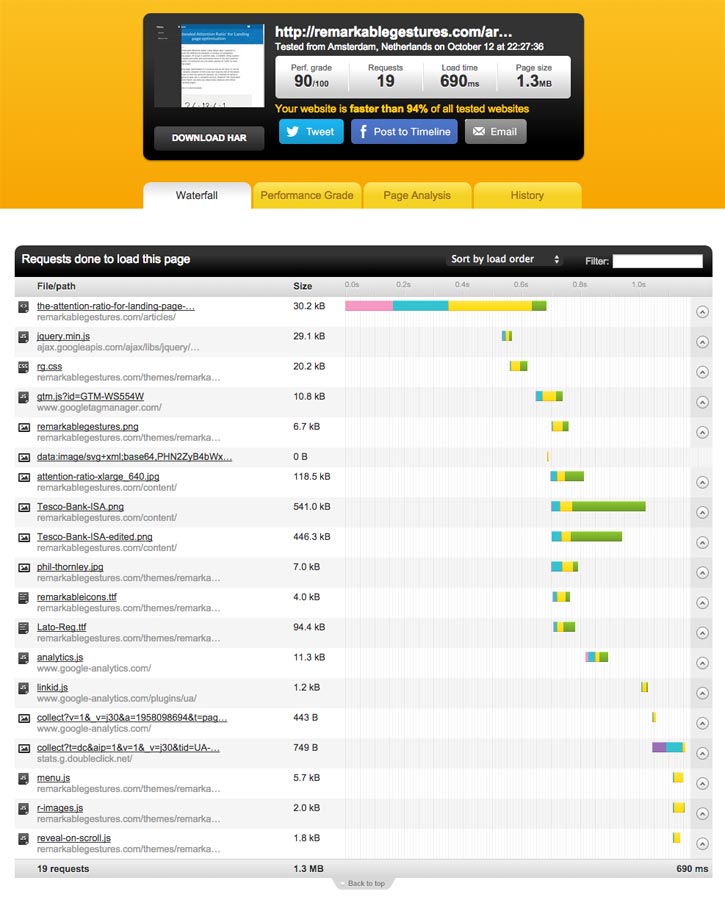 http://remarkablegestures.com/ar…
Tested from Amsterdam, Netherlands on October 12 at 22:27:36
Perf. grade Requests Load time Page size
90/100 19 690ms 1.3MB
Your website is faster than 94% of all tested websites
DOWNLOAD HAR Tweet Post to Timeline Email
Waterfall Performance Grade Page Analysis History
Requests done to load this page Sort by load order Filter:
File/path Size 0.0s 0.2s 0.4s 0.6s 0.8s 1.0s
the-attention-ratio-for-landing-page-… 30.2 kB
remarkablegestures.com/articles/
jquery.min.js 29.1 kB
ajax.googleapis.com/ajax/libs/jquery/…
rg.css 20.2 kB
remarkablegestures.com/themes/remarka…
gtm.js?id=GTM-WS554W 10.8 kB
www.googletagmanager.com/
remarkablegestures.png 6.7 kB
remarkablegestures.com/themes/remarka…
data:image/svg+xml;base64,PHN2ZyB4bWx… 0 B
attention-ratio-xlarge_640.jpg 118.5 kB
remarkablegestures.com/content/
Tesco-Bank-ISA.png 541.0 kB
remarkablegestures.com/content/
Tesco-Bank-ISA-edited.png 446.3 kB
remarkablegestures.com/content/
phil-thornley.jpg 7.0 kB
remarkablegestures.com/themes/remarka…
remarkableicons.ttf 4.0 kB
remarkablegestures.com/themes/remarka…
Lato-Reg.ttf 94.4 kB
remarkablegestures.com/themes/remarka…
analytics.js 11.3 kB
www.google-analytics.com/
linkid.js 1.2 kB
www.google-analytics.com/plugins/ua/
collect?v=1&_v=j30&a=1958098694&t=pag… 443 B
www.google-analytics.com/
collect?t=dc&aip=1&v=1&_v=j30&tid=UA-… 749 B
stats.g.doubleclick.net/
menu.js 5.7 kB
remarkablegestures.com/themes/remarka…
r-images.js 2.0 kB
remarkablegestures.com/themes/remarka…
reveal-on-scroll.js 1.8 kB
remarkablegestures.com/themes/remarka…
19 requests 1.3 MB 690 ms
Back to top